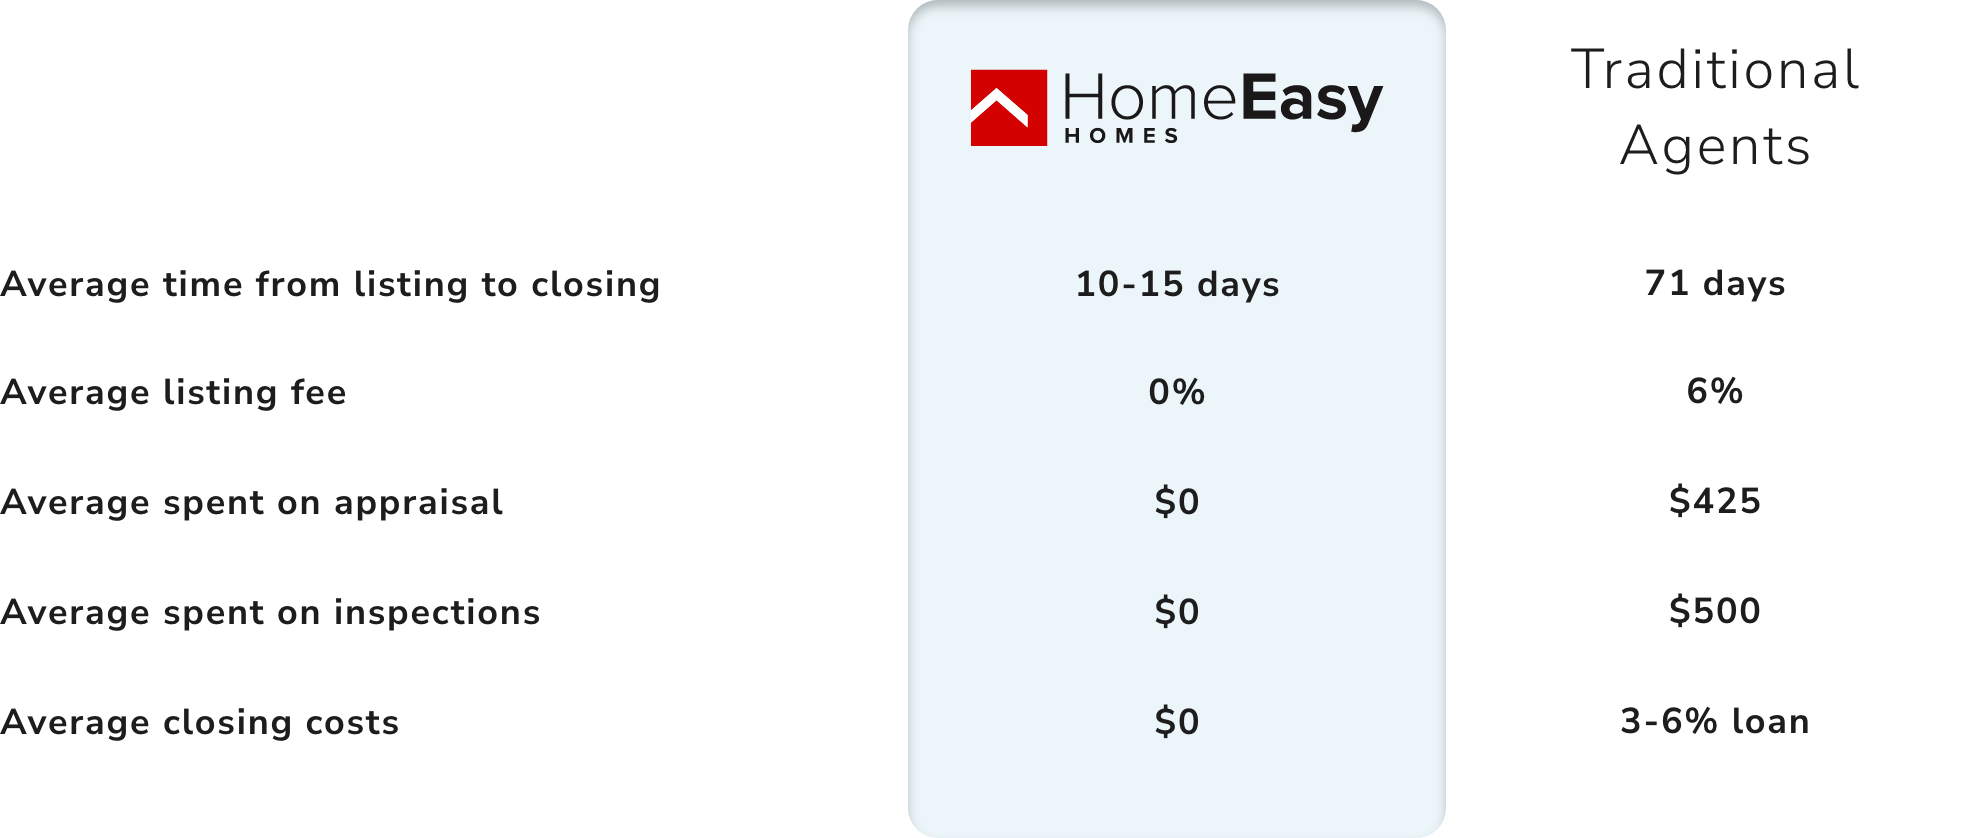 HomeEasy
HOMES
Traditional
Agents
Average time from listing to closing 10-15 days 71 days
Average listing fee 0% 6%
Average spent on appraisal $0 $425
Average spent on inspections $0 $500
Average closing costs $0 3-6% loan